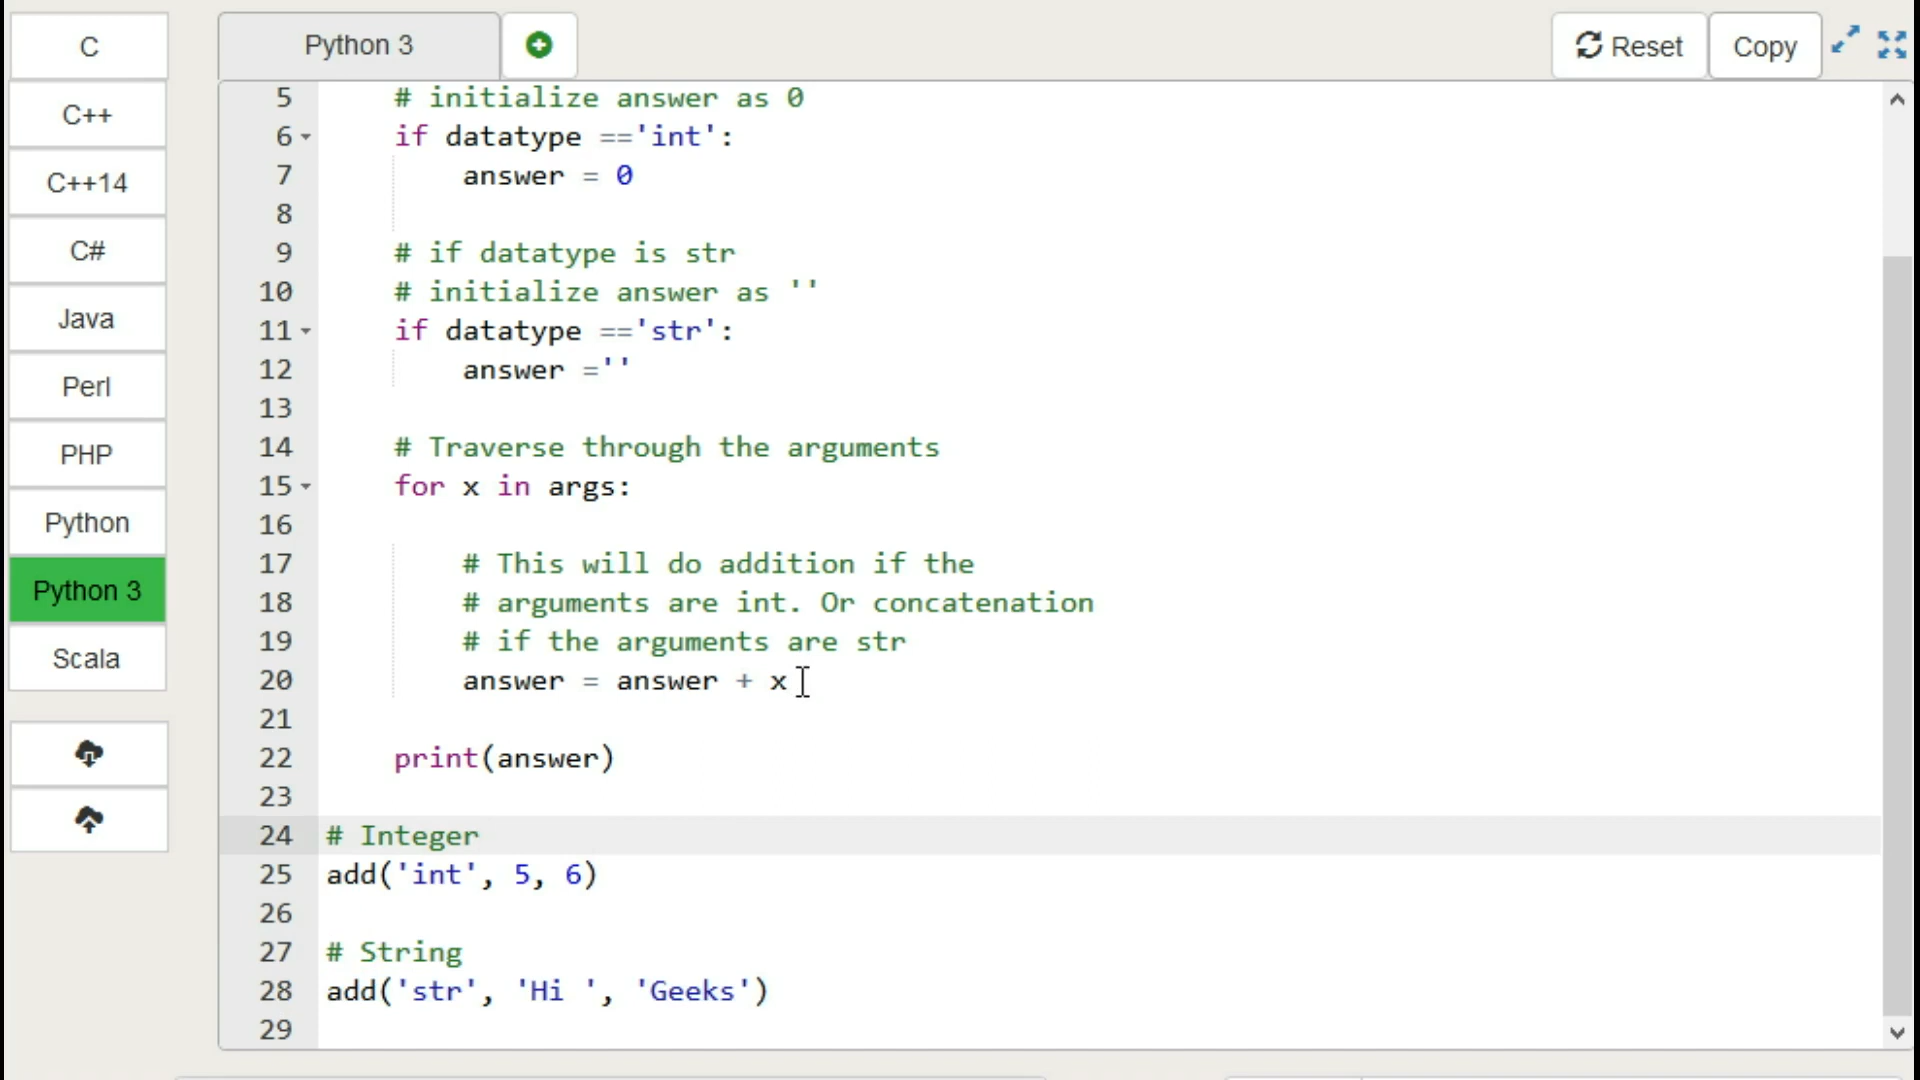 C
C++
C++14
C#
Java
Perl
PHP
Python
Python 3
Scala
Python 3
Reset
Copy
5 # initialize answer as 0
6 if datatype =='int':
7 answer = 0
8
9 # if datatype is str
10 # initialize answer as ''
11 if datatype =='str':
12 answer =''
13
14 # Traverse through the arguments
15 for x in args:
16
17 # This will do addition if the
18 # arguments are int. Or concatenation
19 # if the arguments are str
20 answer = answer + x
21
22 print(answer)
23
24 # Integer
25 add('int', 5, 6)
26
27 # String
28 add('str', 'Hi ', 'Geeks')
29